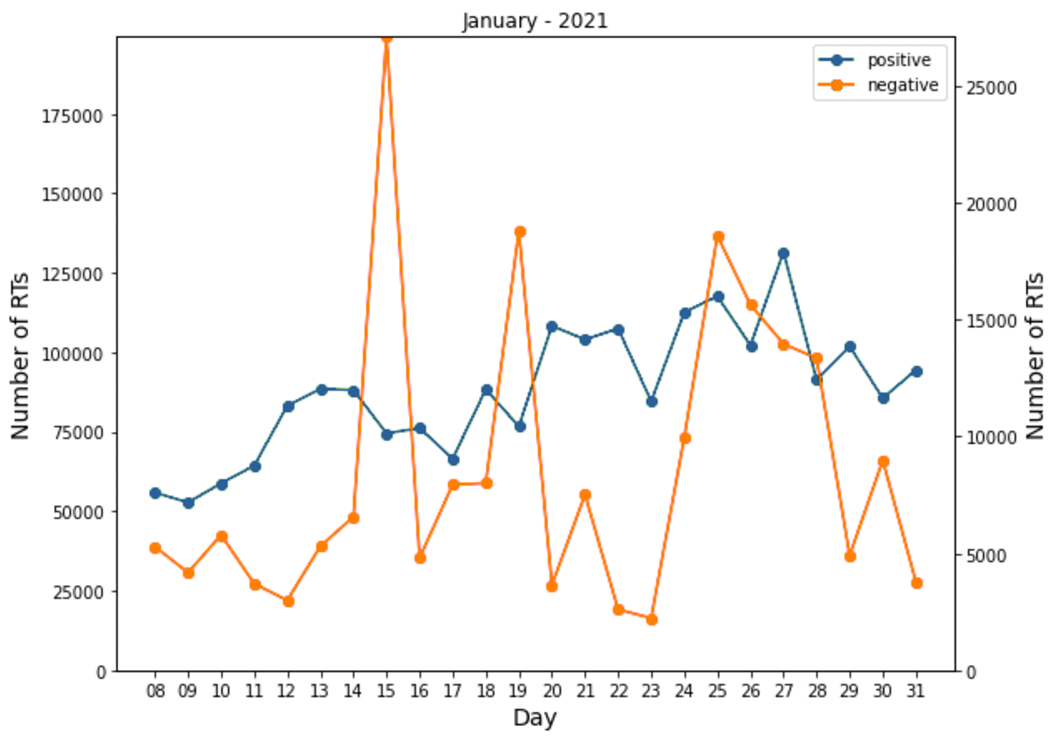 January - 2021
positive
negative
175000
150000
125000
100000
75000
50000
25000
0
Number of RTs
25000
20000
15000
10000
5000
0
Number of RTs
08 09 10 11 12 13 14 15 16 17 18 19 20 21 22 23 24 25 26 27 28 29 30 31
Day